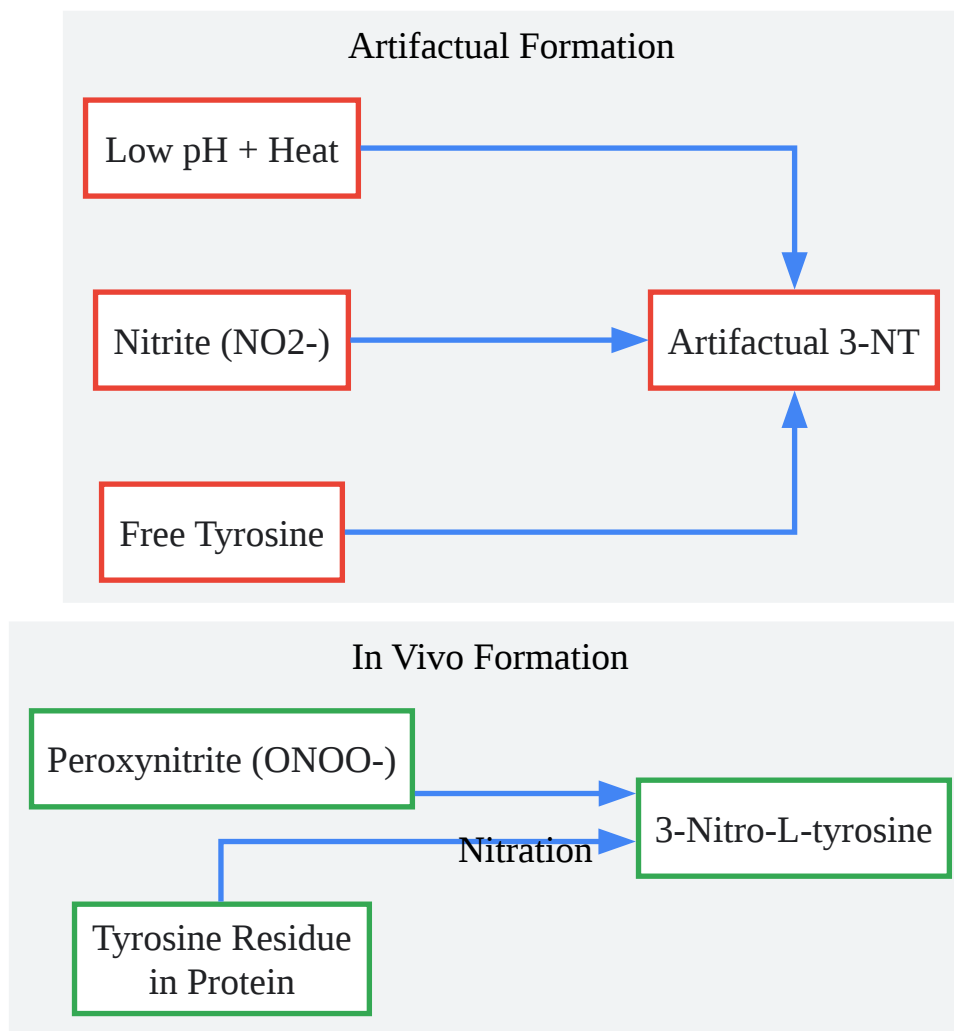 Artifactual Formation
Low pH + Heat
Nitrite (NO2-)
Artifactual 3-NT
Free Tyrosine
In Vivo Formation
Peroxynitrite (ONOO-)
3-Nitro-L-tyrosine
Nitration
Tyrosine Residue
in Protein